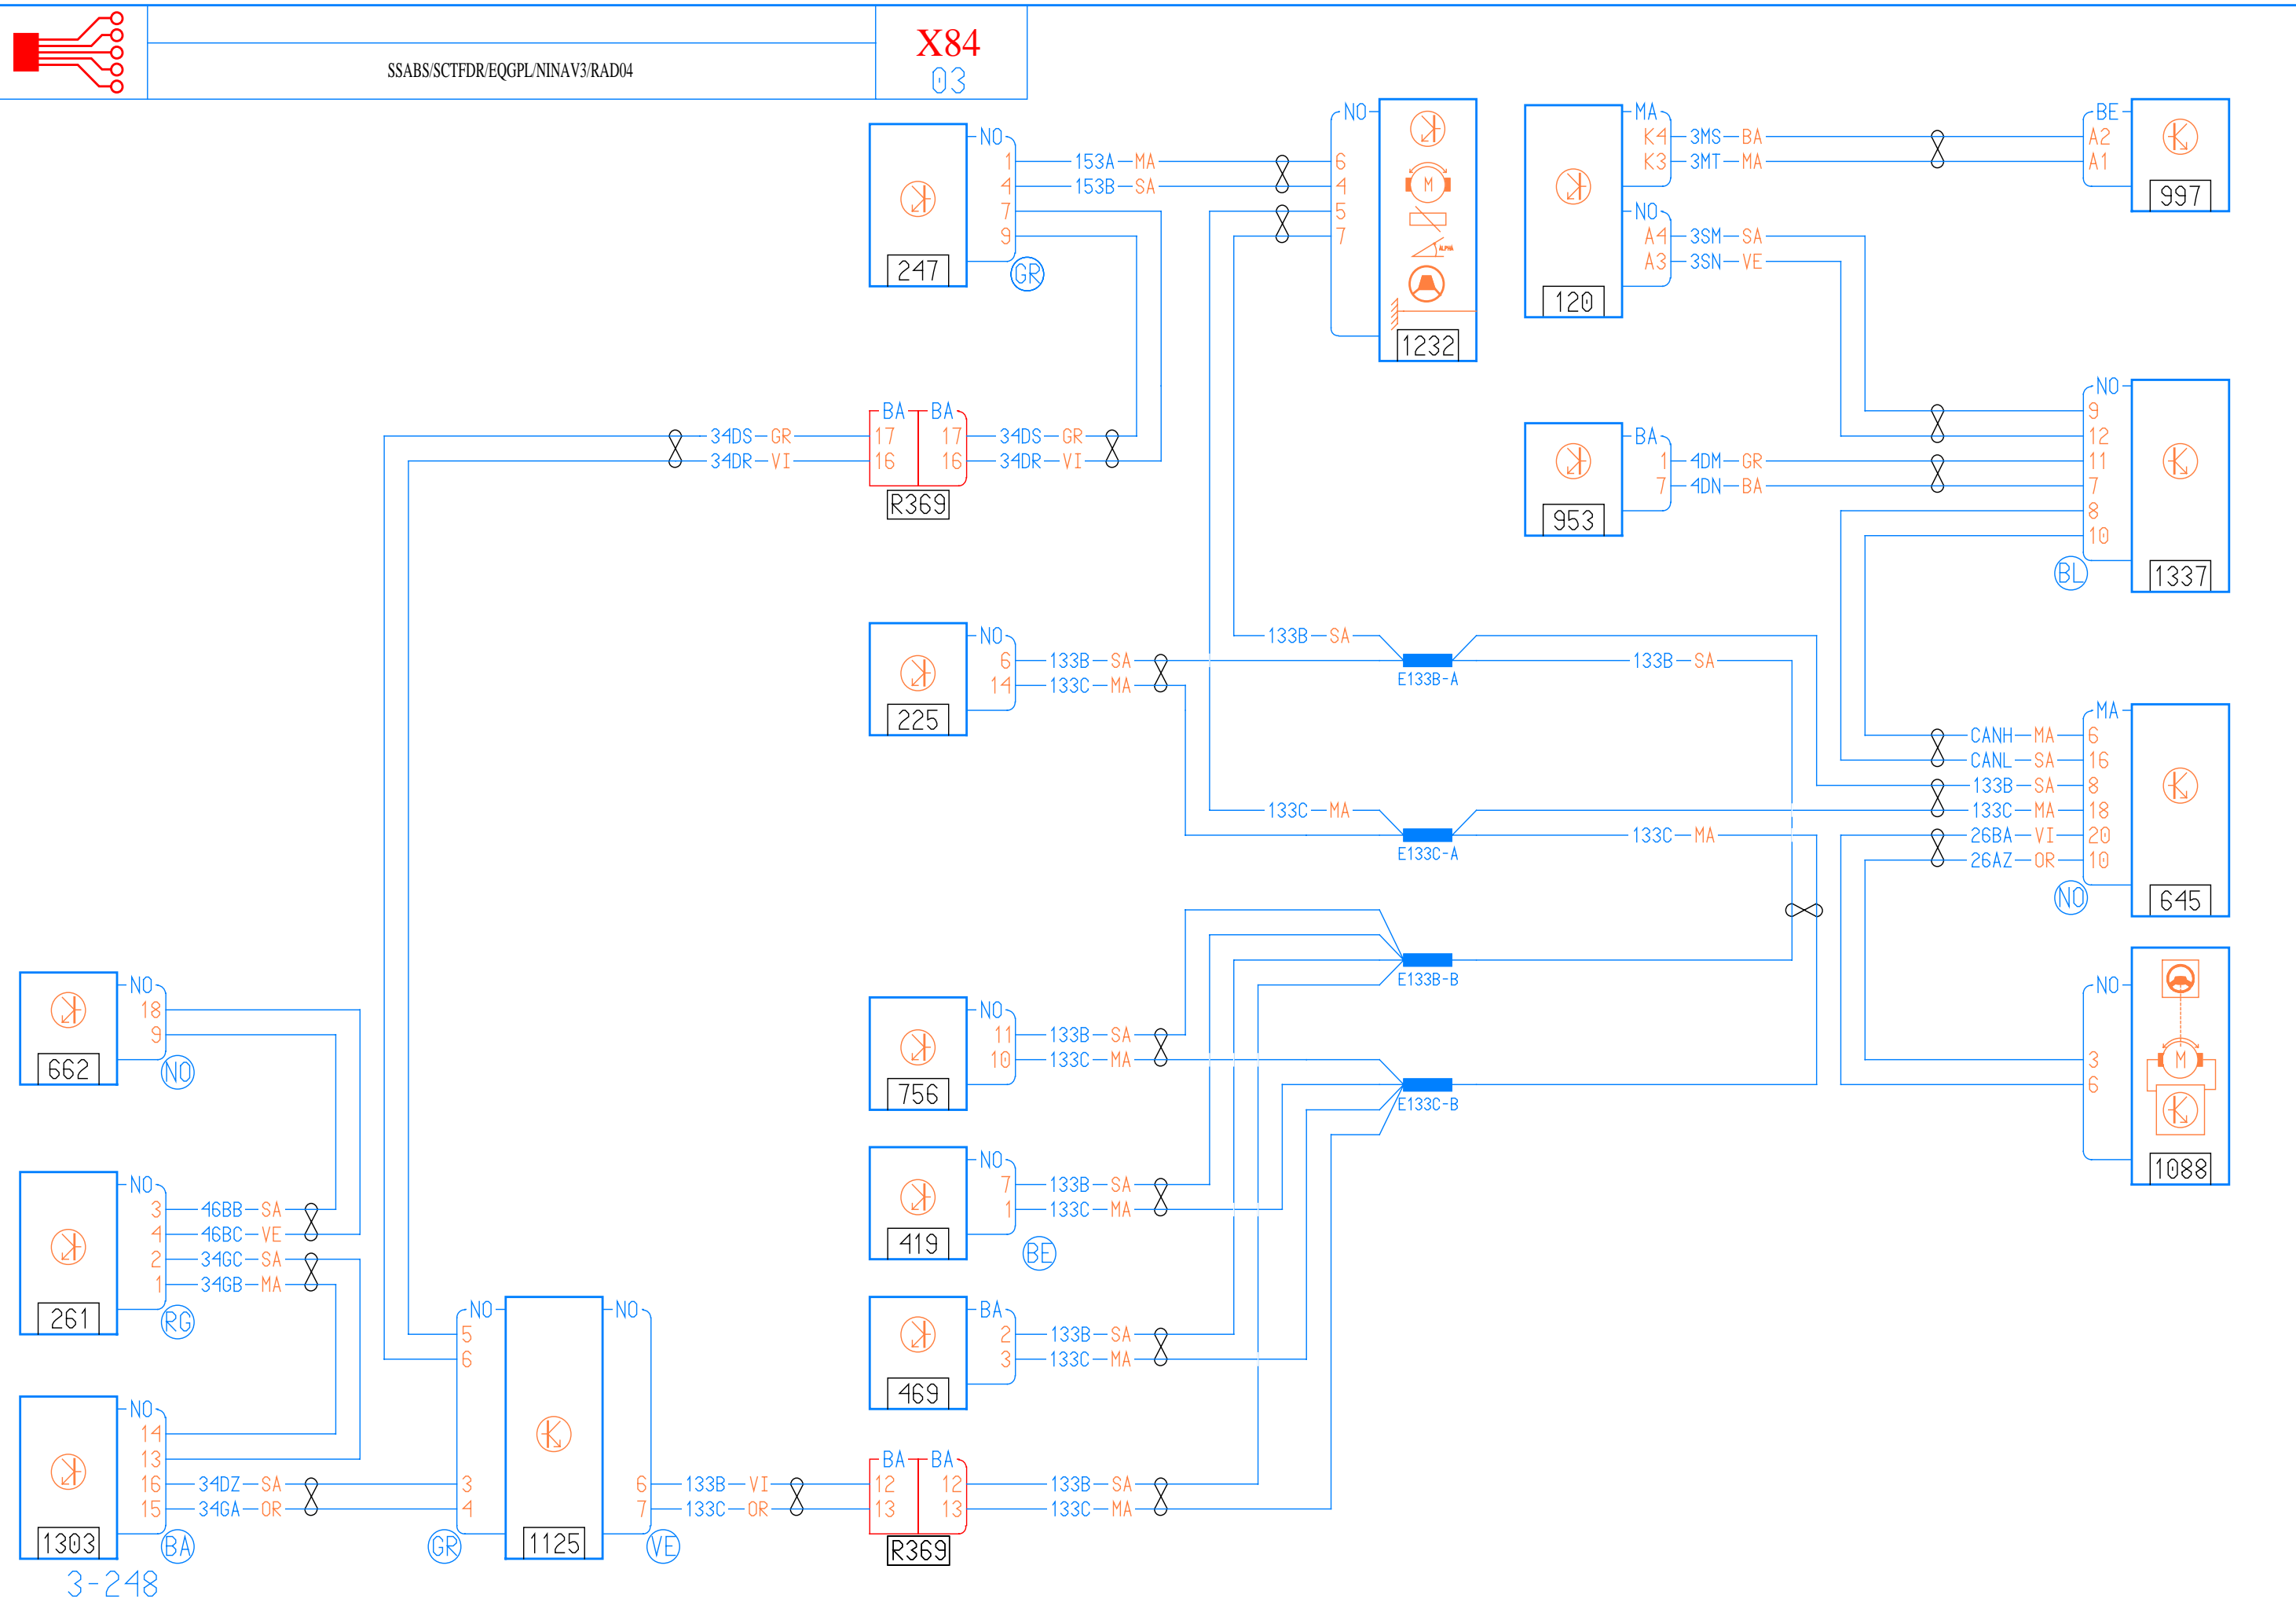 X84
SSABS/SCTFDR/EQGPL/NINAV3/RAD04
03
NO
1 153A MA
4 153B SA
7
9
247
GR
NO
6
4
5
7
M
ALPHA
1232
MA
K4 3MS BA
K3 3MT MA
NO
A4 3SM SA
A3 3SN VE
120
BE
A2
A1
997
34DS GR
34DR VI
BA BA
17 17
16 16
34DS GR
34DR VI
R369
BA
1 4DM GR
7 4DN BA
953
NO
9
12
11
7
8
10
BL
1337
NO
6 133B SA
14 133C MA
225
133B SA
133B SA
E133B-A
133C MA
133C MA
E133C-A
MA
CANH MA 6
CANL SA 16
133B SA 8
133C MA 18
26BA VI 20
26AZ OR 10
NO
645
E133B-B
E133C-B
NO
3
6
M
1088
NO
18
9
662
NO
NO
11 133B SA
10 133C MA
756
NO
7 133B SA
1 133C MA
419
BE
NO
3 46BB SA
4 46BC VE
2 34GC SA
1 34GB MA
261
RG
BA
2 133B SA
3 133C MA
469
NO
14
13
16 34DZ SA
15 34GA OR
1303
BA
NO
5
6
3
4
GR
1125
NO
6 133B VI
7 133C OR
VE
BA BA
12 12
13 13
133B SA
133C MA
R369
3-248